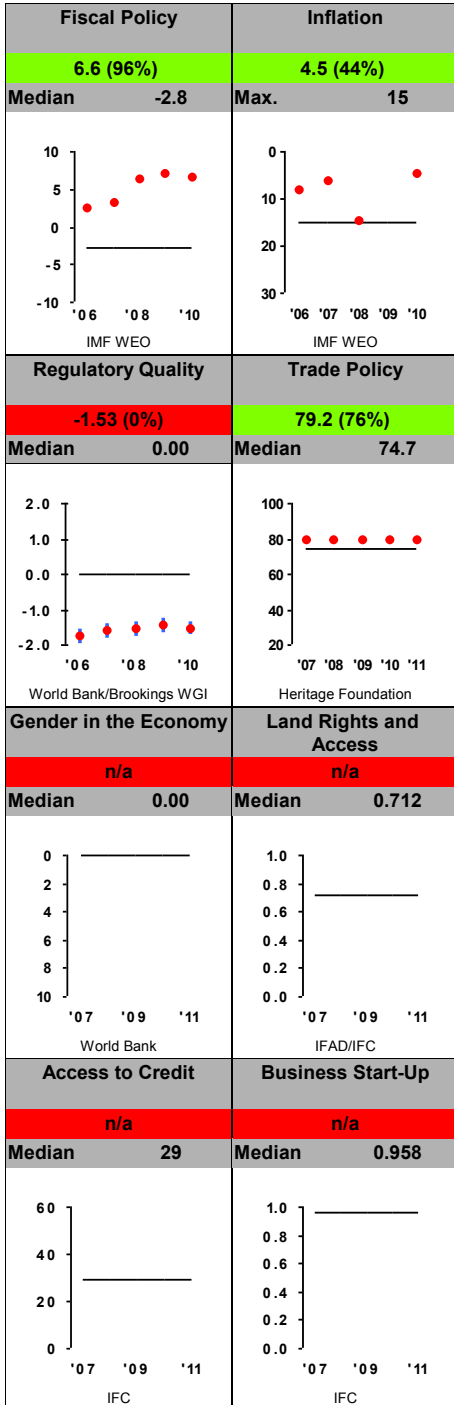 Fiscal Policy Inflation
6.6 (96%) 4.5 (44%)
Median -2.8 Max. 15
10
5
0
-5
-10
'06 '08 '10
IMF WEO
0
10
20
30
'06 '07 '08 '09 '10
IMF WEO
Regulatory Quality Trade Policy
-1.53 (0%) 79.2 (76%)
Median 0.00 Median 74.7
2.0
1.0
0.0
-1.0
-2.0
'06 '08 '10
World Bank/Brookings WGI
100
80
60
40
20
'07 '08 '09 '10 '11
Heritage Foundation
Gender in the Economy Land Rights and
Access
n/a n/a
Median 0.00 Median 0.712
0
2
4
6
8
10
'07 '09 '11
World Bank
1.0
0.8
0.6
0.4
0.2
0.0
'07 '09 '11
IFAD/IFC
Access to Credit Business Start-Up
n/a n/a
Median 29 Median 0.958
60
40
20
0
'07 '09 '11
IFC
1.0
0.8
0.6
0.4
0.2
0.0
'07 '09 '11
IFC